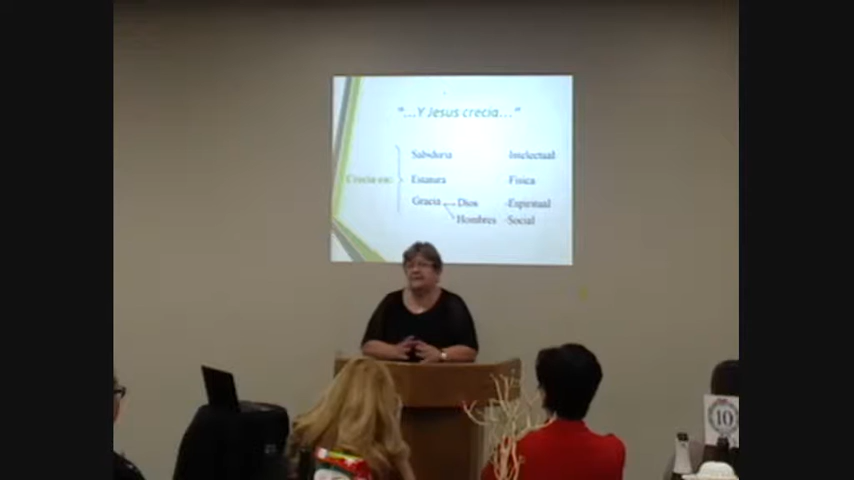 "...Y Jesus crecia..."
Sabiduria Intelectual
Crecia en: Estatura Fisica
Gracia Dios -Espiritual
Hombres -Social
10